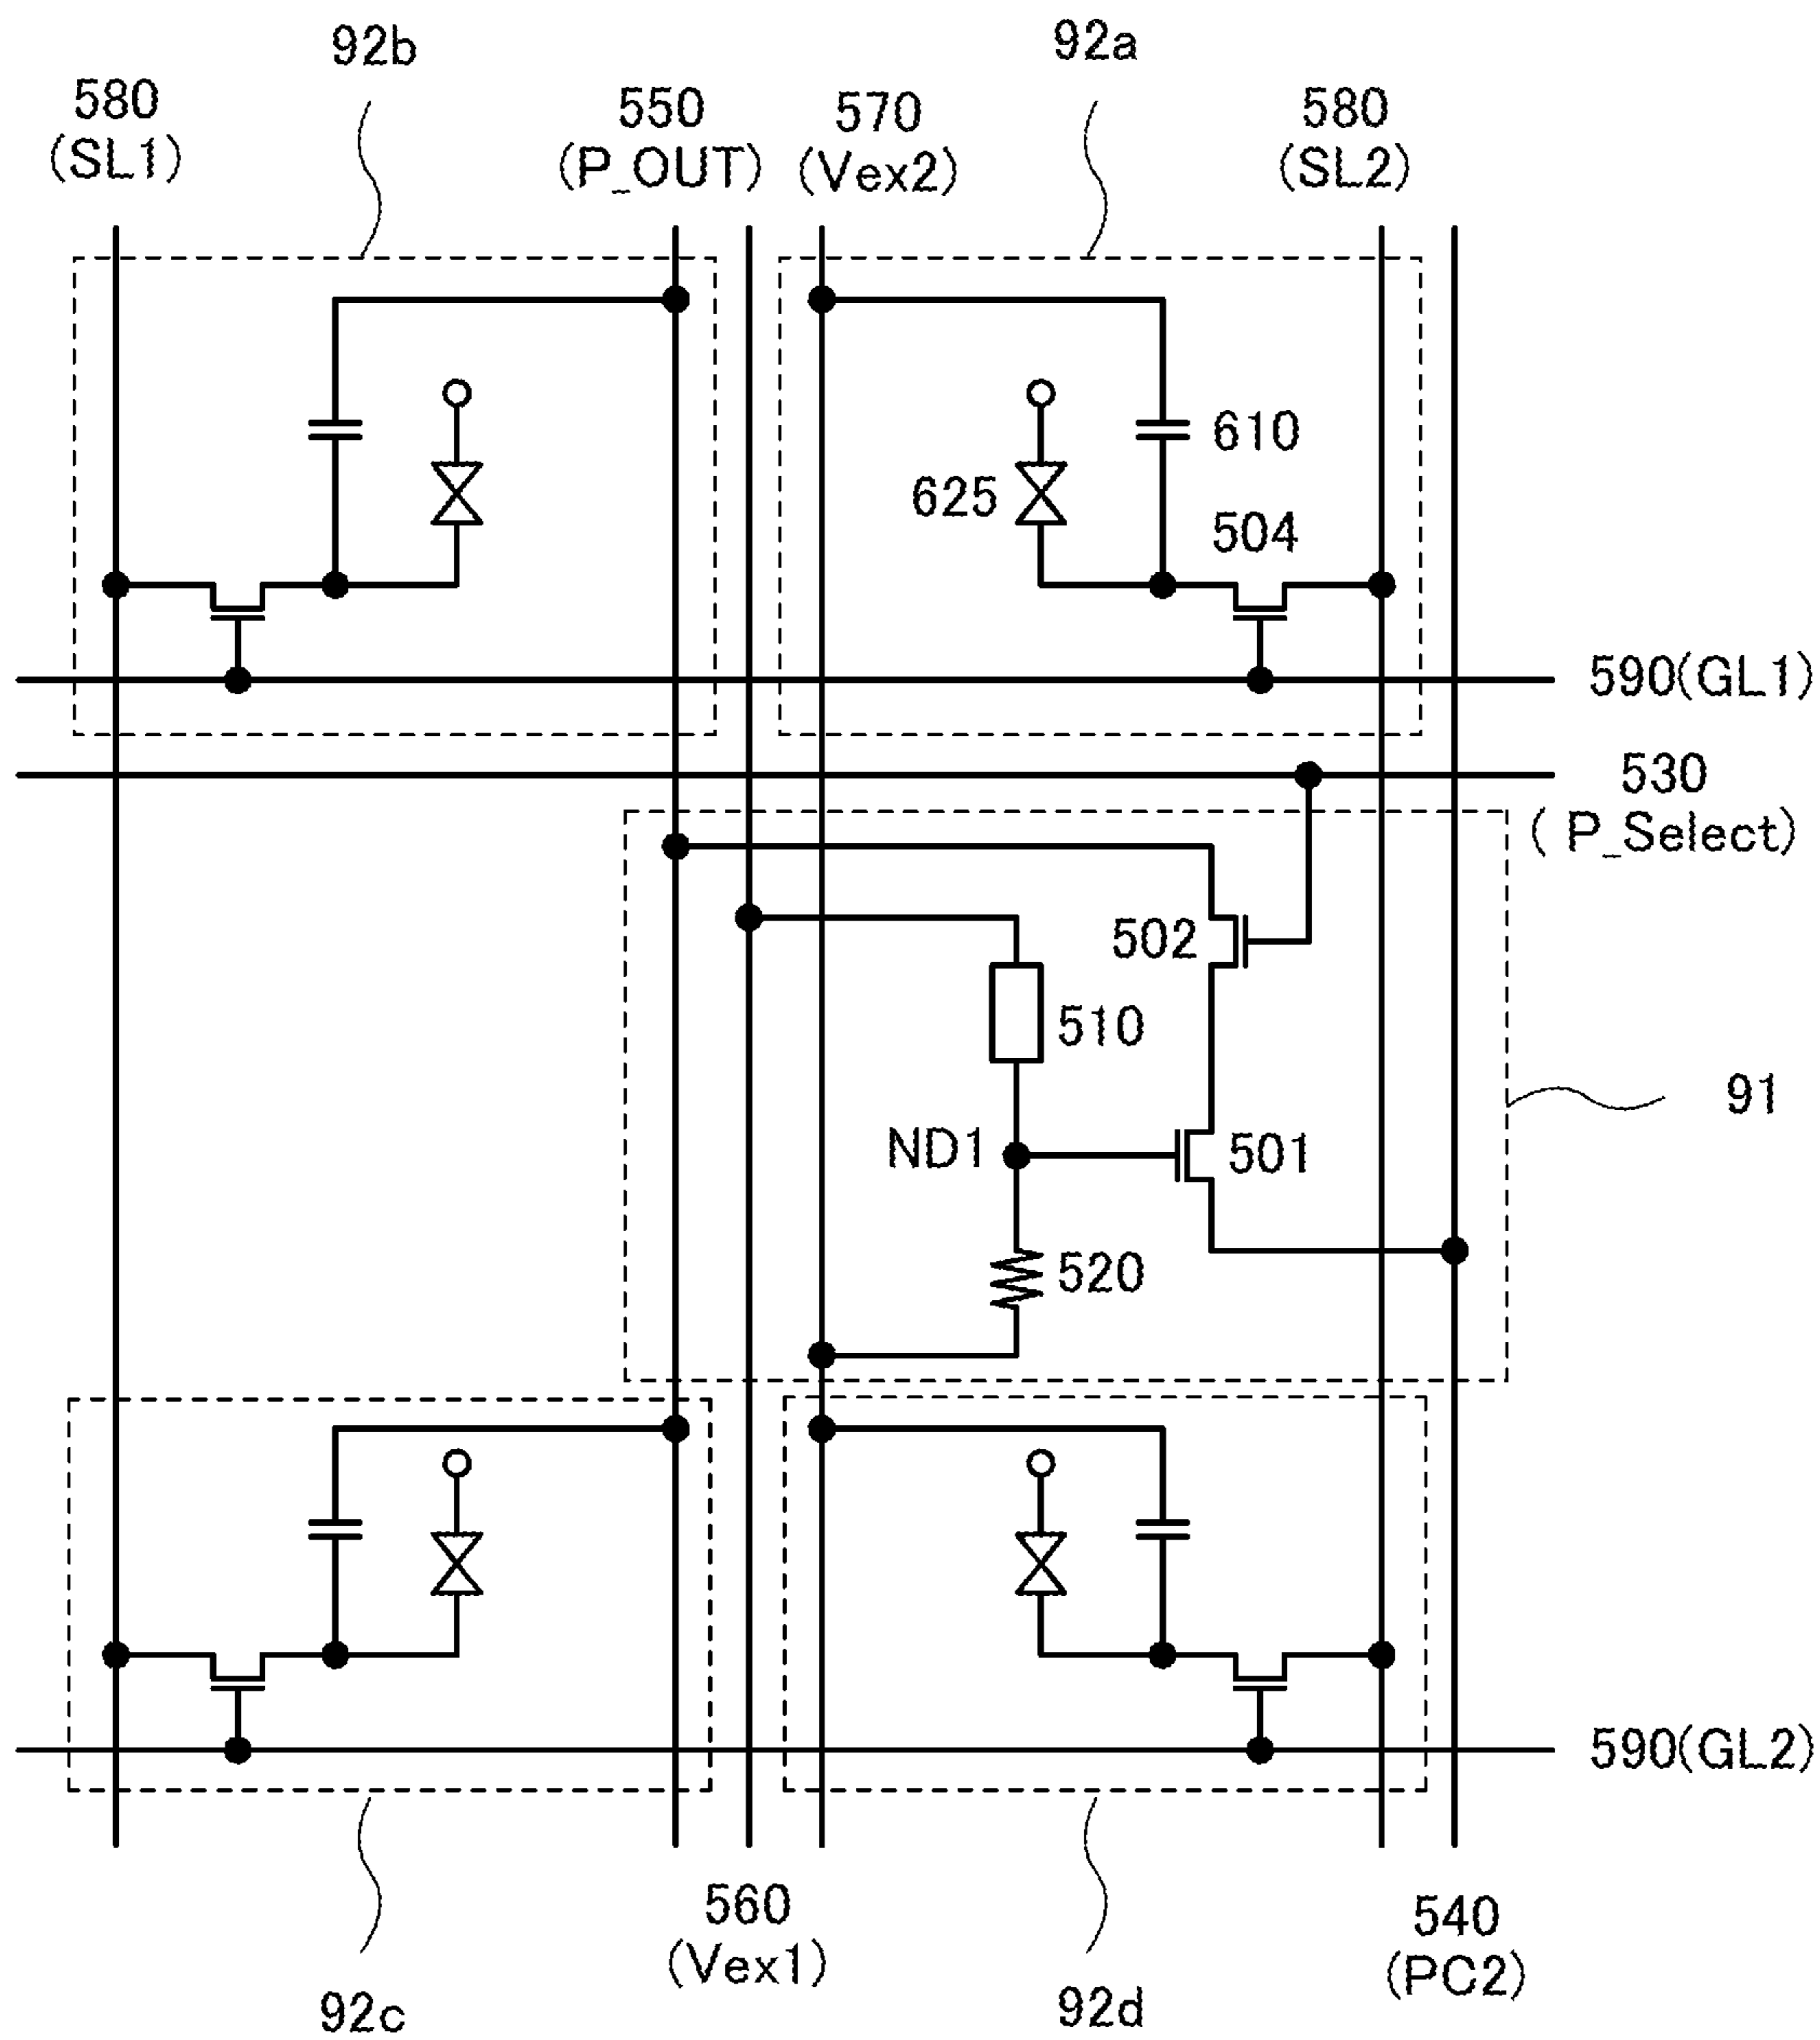 92b
92a
580
(SL1)
550
(P_OUT)
570
(Vex2)
580
(SL2)
610
625
504
590(GL1)
530
( P_Select)
502
510
91
ND1
501
520
590(GL2)
560
(Vex1)
540
(PC2)
92c
92d